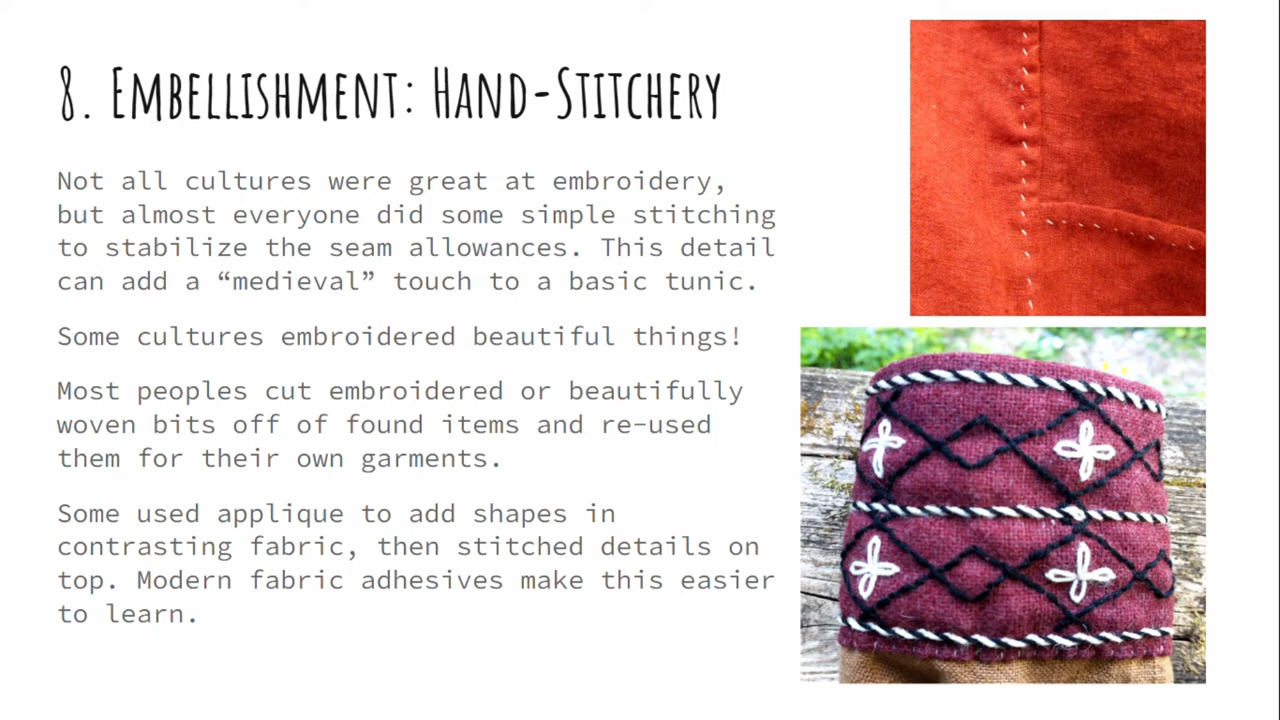 8. Embellishment: Hand-Stitchery
Not all cultures were great at embroidery,
but almost everyone did some simple stitching
to stabilize the seam allowances. This detail
can add a “medieval” touch to a basic tunic.
Some cultures embroidered beautiful things!
Most peoples cut embroidered or beautifully
woven bits off of found items and re-used
them for their own garments.
Some used applique to add shapes in
contrasting fabric, then stitched details on
top. Modern fabric adhesives make this easier
to learn.